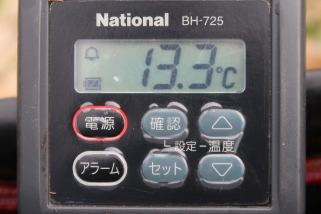 National BH-725
13.3℃
電源 確認 △
└ 設定 − 温度
アラーム セット ▽